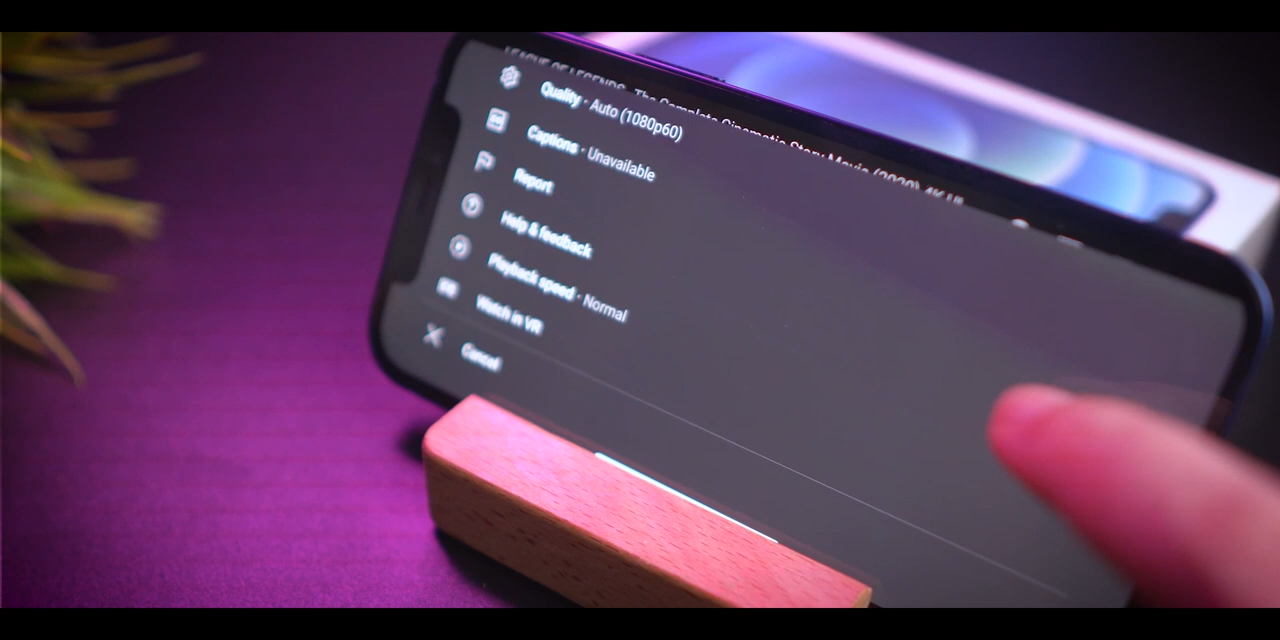 LEAGUE OF LEGENDS The Complete Cinematic Story Movie (2020) 4K
Quality · Auto (1080p60)
Captions · Unavailable
Report
Help & feedback
Playback speed · Normal
Watch in VR
Cancel